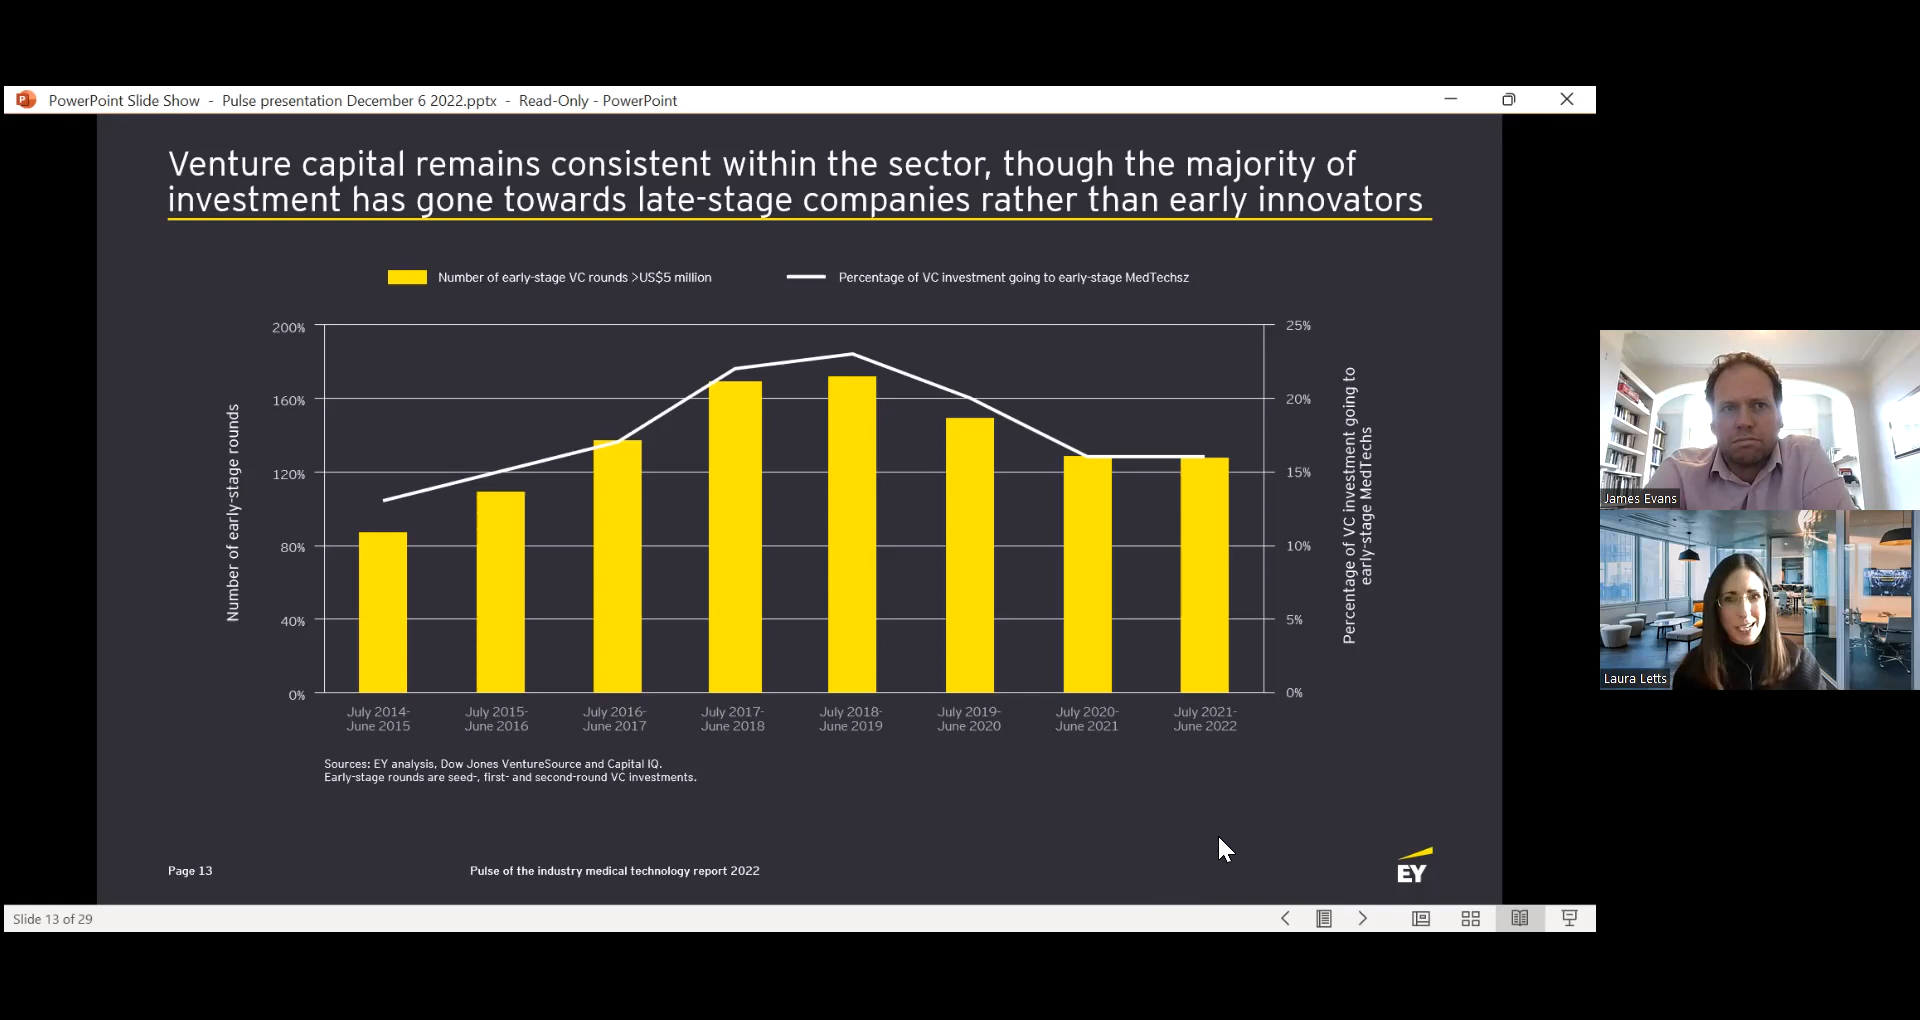 PowerPoint Slide Show - Pulse presentation December 6 2022.pptx - Read-Only - PowerPoint
Venture capital remains consistent within the sector, though the majority of
investment has gone towards late-stage companies rather than early innovators
Number of early-stage VC rounds >US$5 million
Percentage of VC investment going to early-stage MedTechsz
Number of early-stage rounds
200%
160%
120%
80%
40%
0%
25%
20%
15%
10%
5%
0%
Percentage of VC investment going to
early-stage MedTechs
July 2014-
June 2015
July 2015-
June 2016
July 2016-
June 2017
July 2017-
June 2018
July 2018-
June 2019
July 2019-
June 2020
July 2020-
June 2021
July 2021-
June 2022
Sources: EY analysis, Dow Jones VentureSource and Capital IQ.
Early-stage rounds are seed-, first- and second-round VC investments.
Page 13
Pulse of the industry medical technology report 2022
EY
Slide 13 of 29
James Evans
Laura Letts